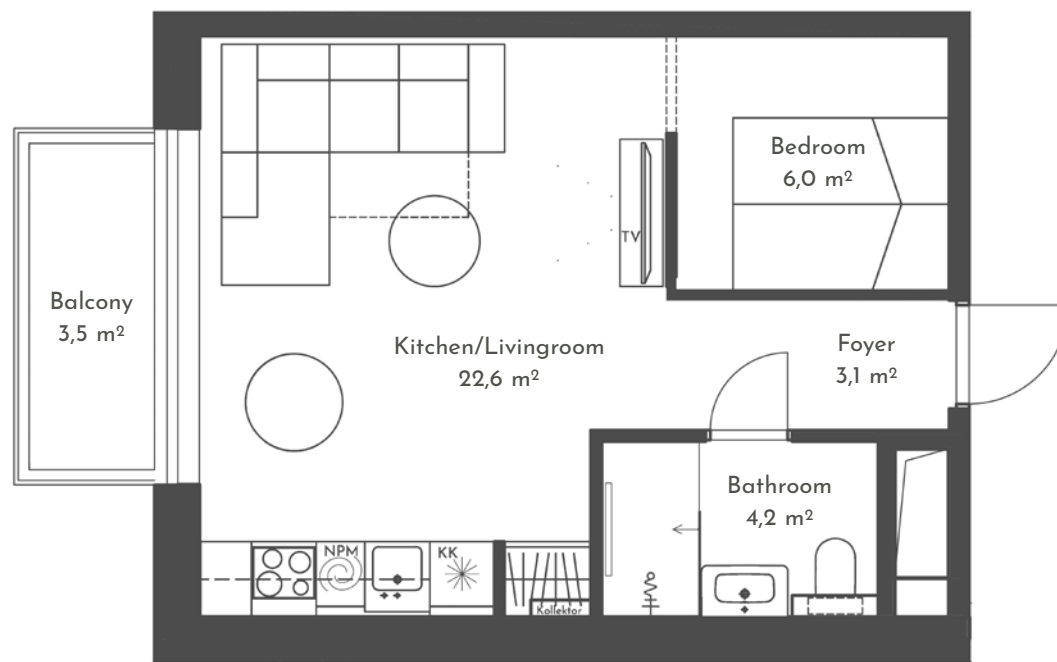 Bedroom
6,0 m²
TV
Balcony
3,5 m²
Kitchen/Livingroom
22,6 m²
Foyer
3,1 m²
Bathroom
4,2 m²
NPM
KK
Kollektor